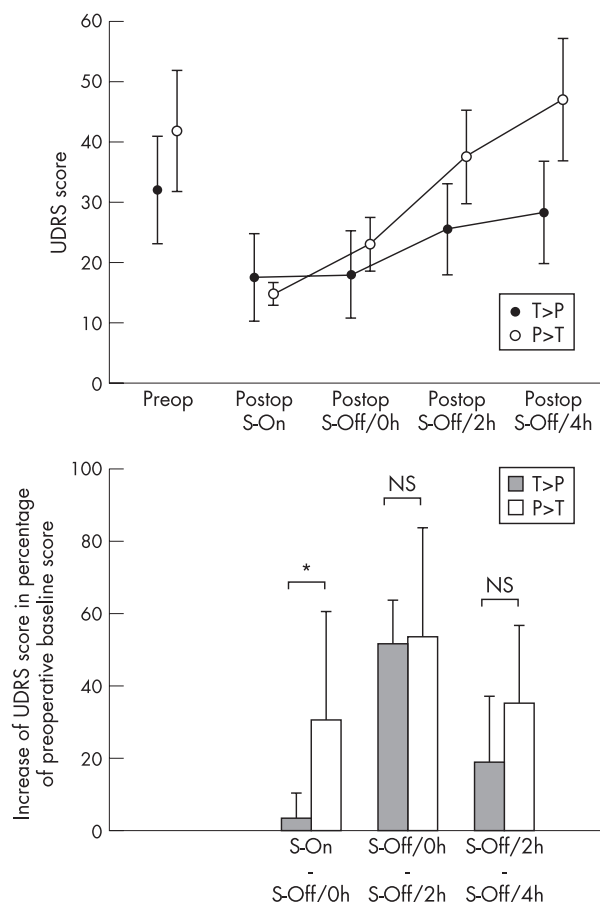 60
50
40
30
20
10
0
UDRS score
T>P
P>T
Preop
Postop
S-On
Postop
S-Off/0h
Postop
S-Off/2h
Postop
S-Off/4h
100
80
60
40
20
0
Increase of UDRS score in percentage
of preoperative baseline score
T>P
P>T
*
NS
NS
S-On
-
S-Off/0h
S-Off/0h
-
S-Off/2h
S-Off/2h
-
S-Off/4h